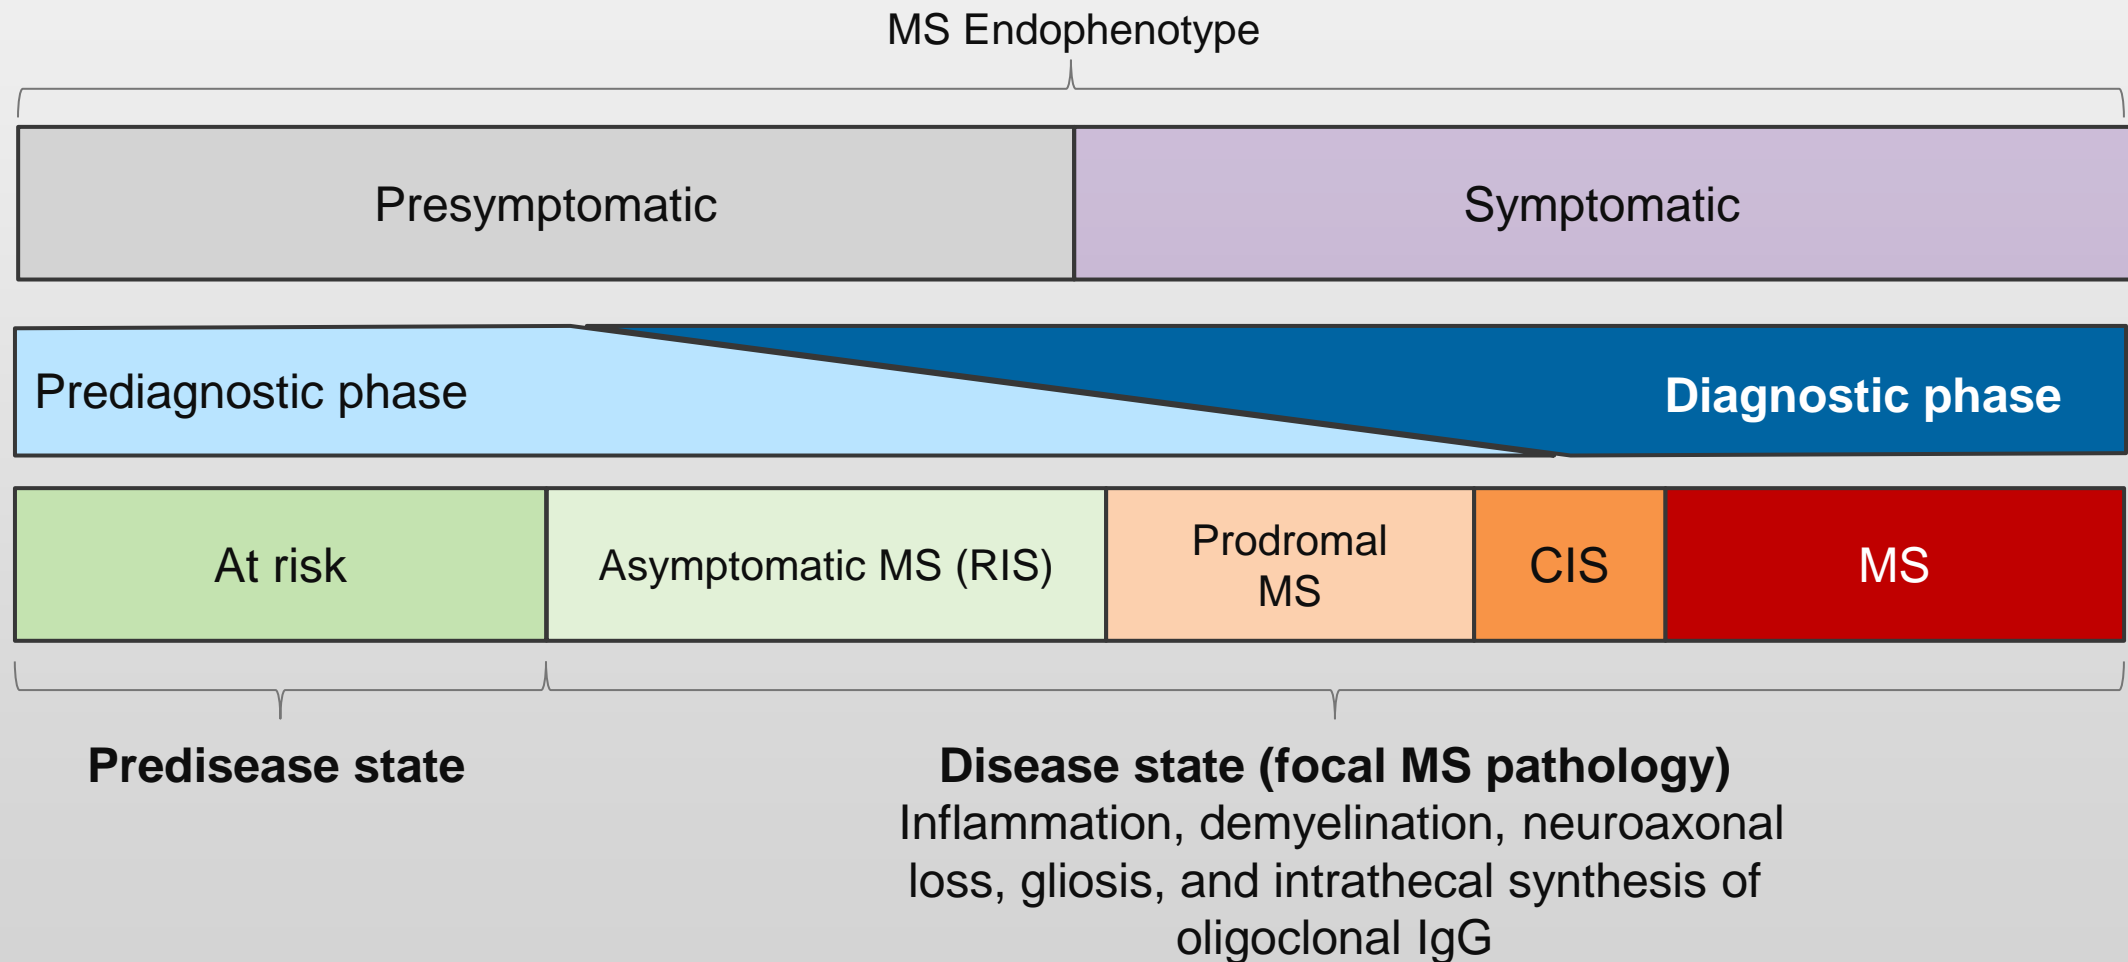 MS Endophenotype
Presymptomatic
Symptomatic
Prediagnostic phase
Diagnostic phase
At risk
Asymptomatic MS (RIS)
Prodromal
MS
CIS
MS
Predisease state
Disease state (focal MS pathology)
Inflammation, demyelination, neuroaxonal
loss, gliosis, and intrathecal synthesis of
oligoclonal IgG